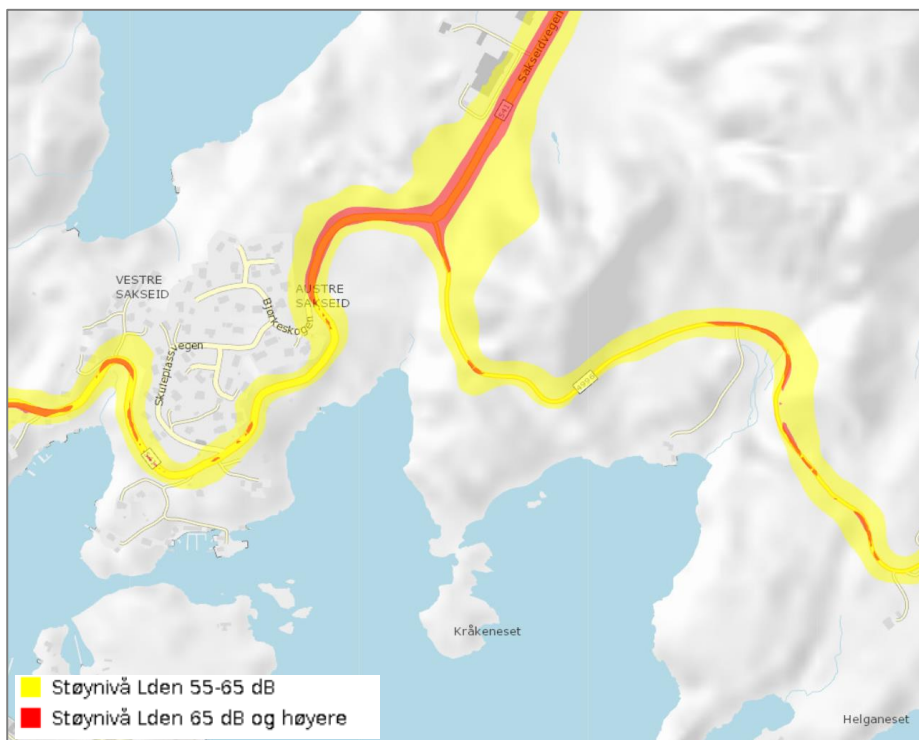 Sakseidvegen
541
VESTRE
SAKSEID
AUSTRE
SAKSEID
Bjørkeskogen
Skuteplassvegen
Kråkeneset
Støynivå Lden 55-65 dB
Støynivå Lden 65 dB og høyere
Helganeset